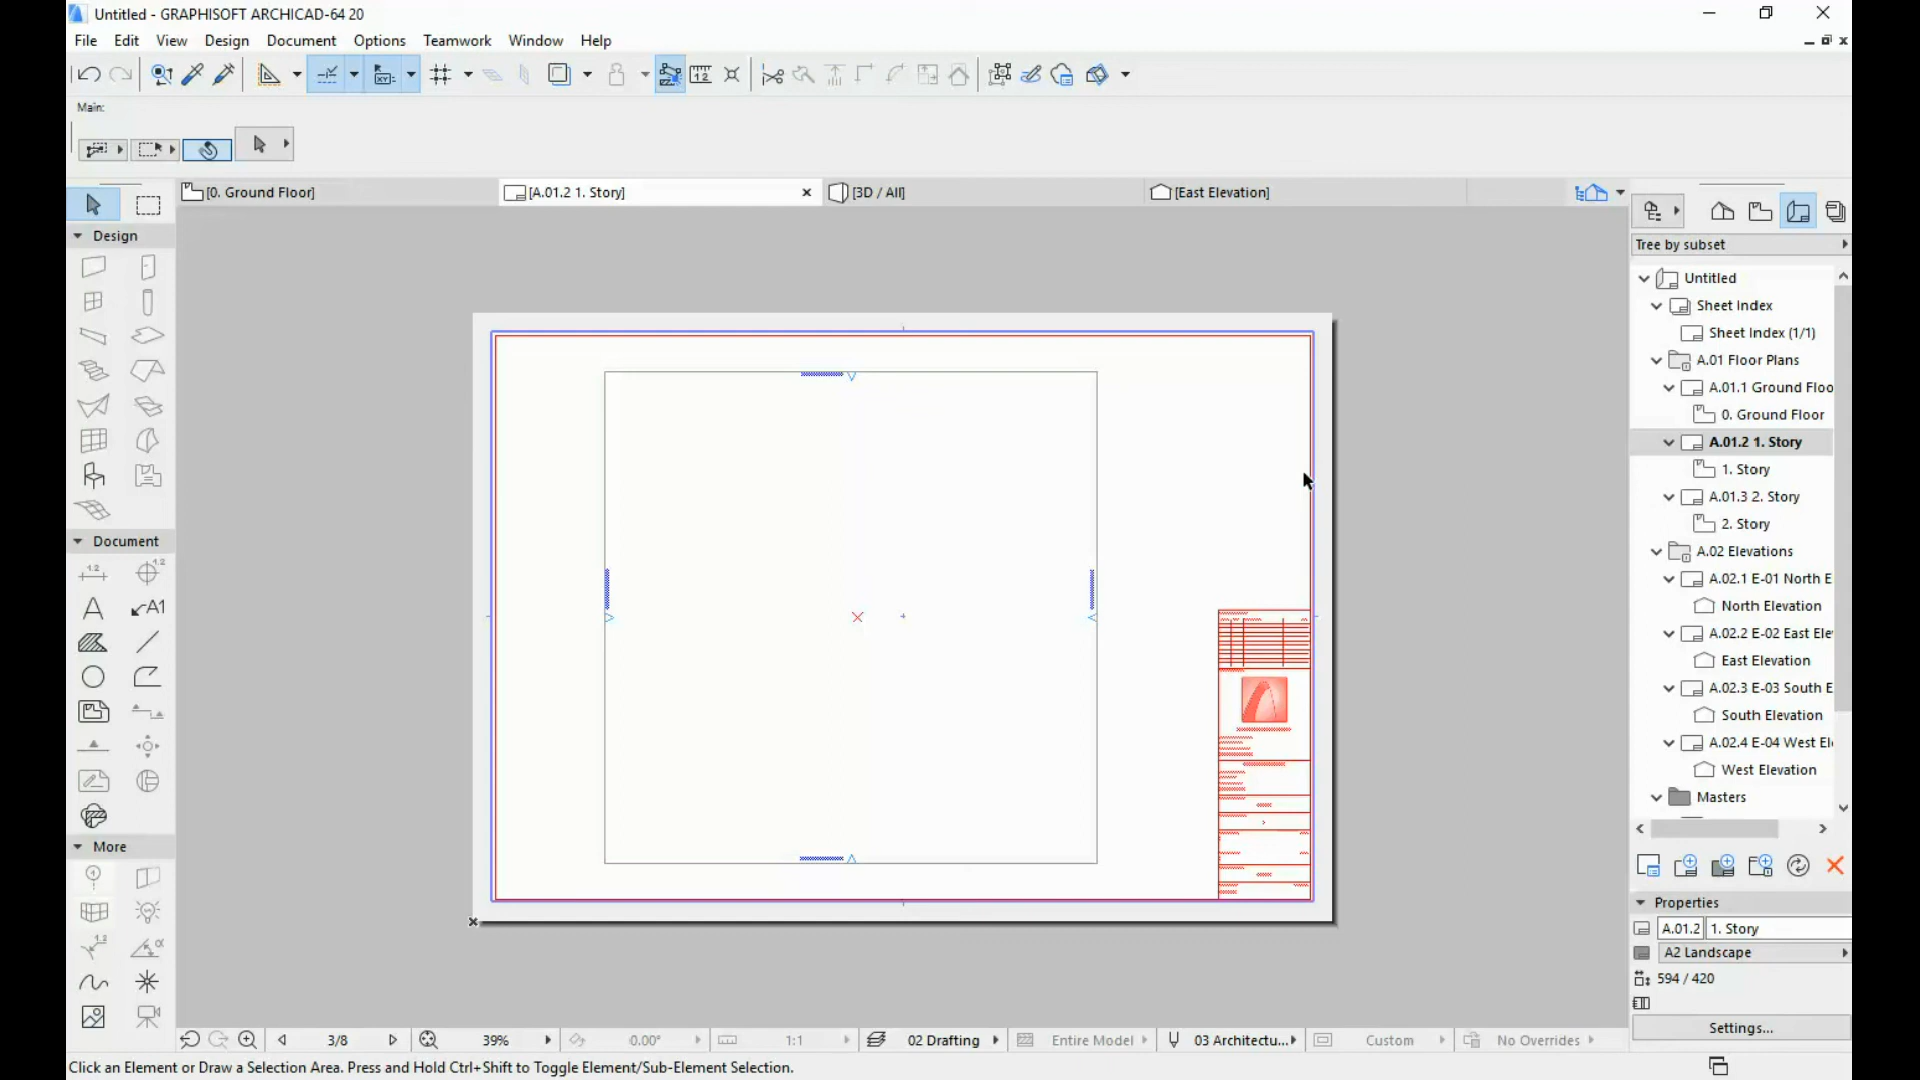 Untitled - GRAPHISOFT ARCHICAD-64 20
File Edit View Design Document Options Teamwork Window Help
Main:
[0. Ground Floor] [A.01.2 1. Story] [3D / All] [East Elevation]
Design
Document
More
Tree by subset
Untitled
Sheet Index
Sheet Index (1/1)
A.01 Floor Plans
A.01.1 Ground Floo
0. Ground Floor
A.01.2 1. Story
1. Story
A.01.3 2. Story
2. Story
A.02 Elevations
A.02.1 E-01 North E
North Elevation
A.02.2 E-02 East Ele
East Elevation
A.02.3 E-03 South E
South Elevation
A.02.4 E-04 West El
West Elevation
Masters
Properties
A.01.2 1. Story
A2 Landscape
594 / 420
Settings...
3/8 39% 0.00° 1:1 02 Drafting Entire Model 03 Architectu... Custom No Overrides
Click an Element or Draw a Selection Area. Press and Hold Ctrl+Shift to Toggle Element/Sub-Element Selection.